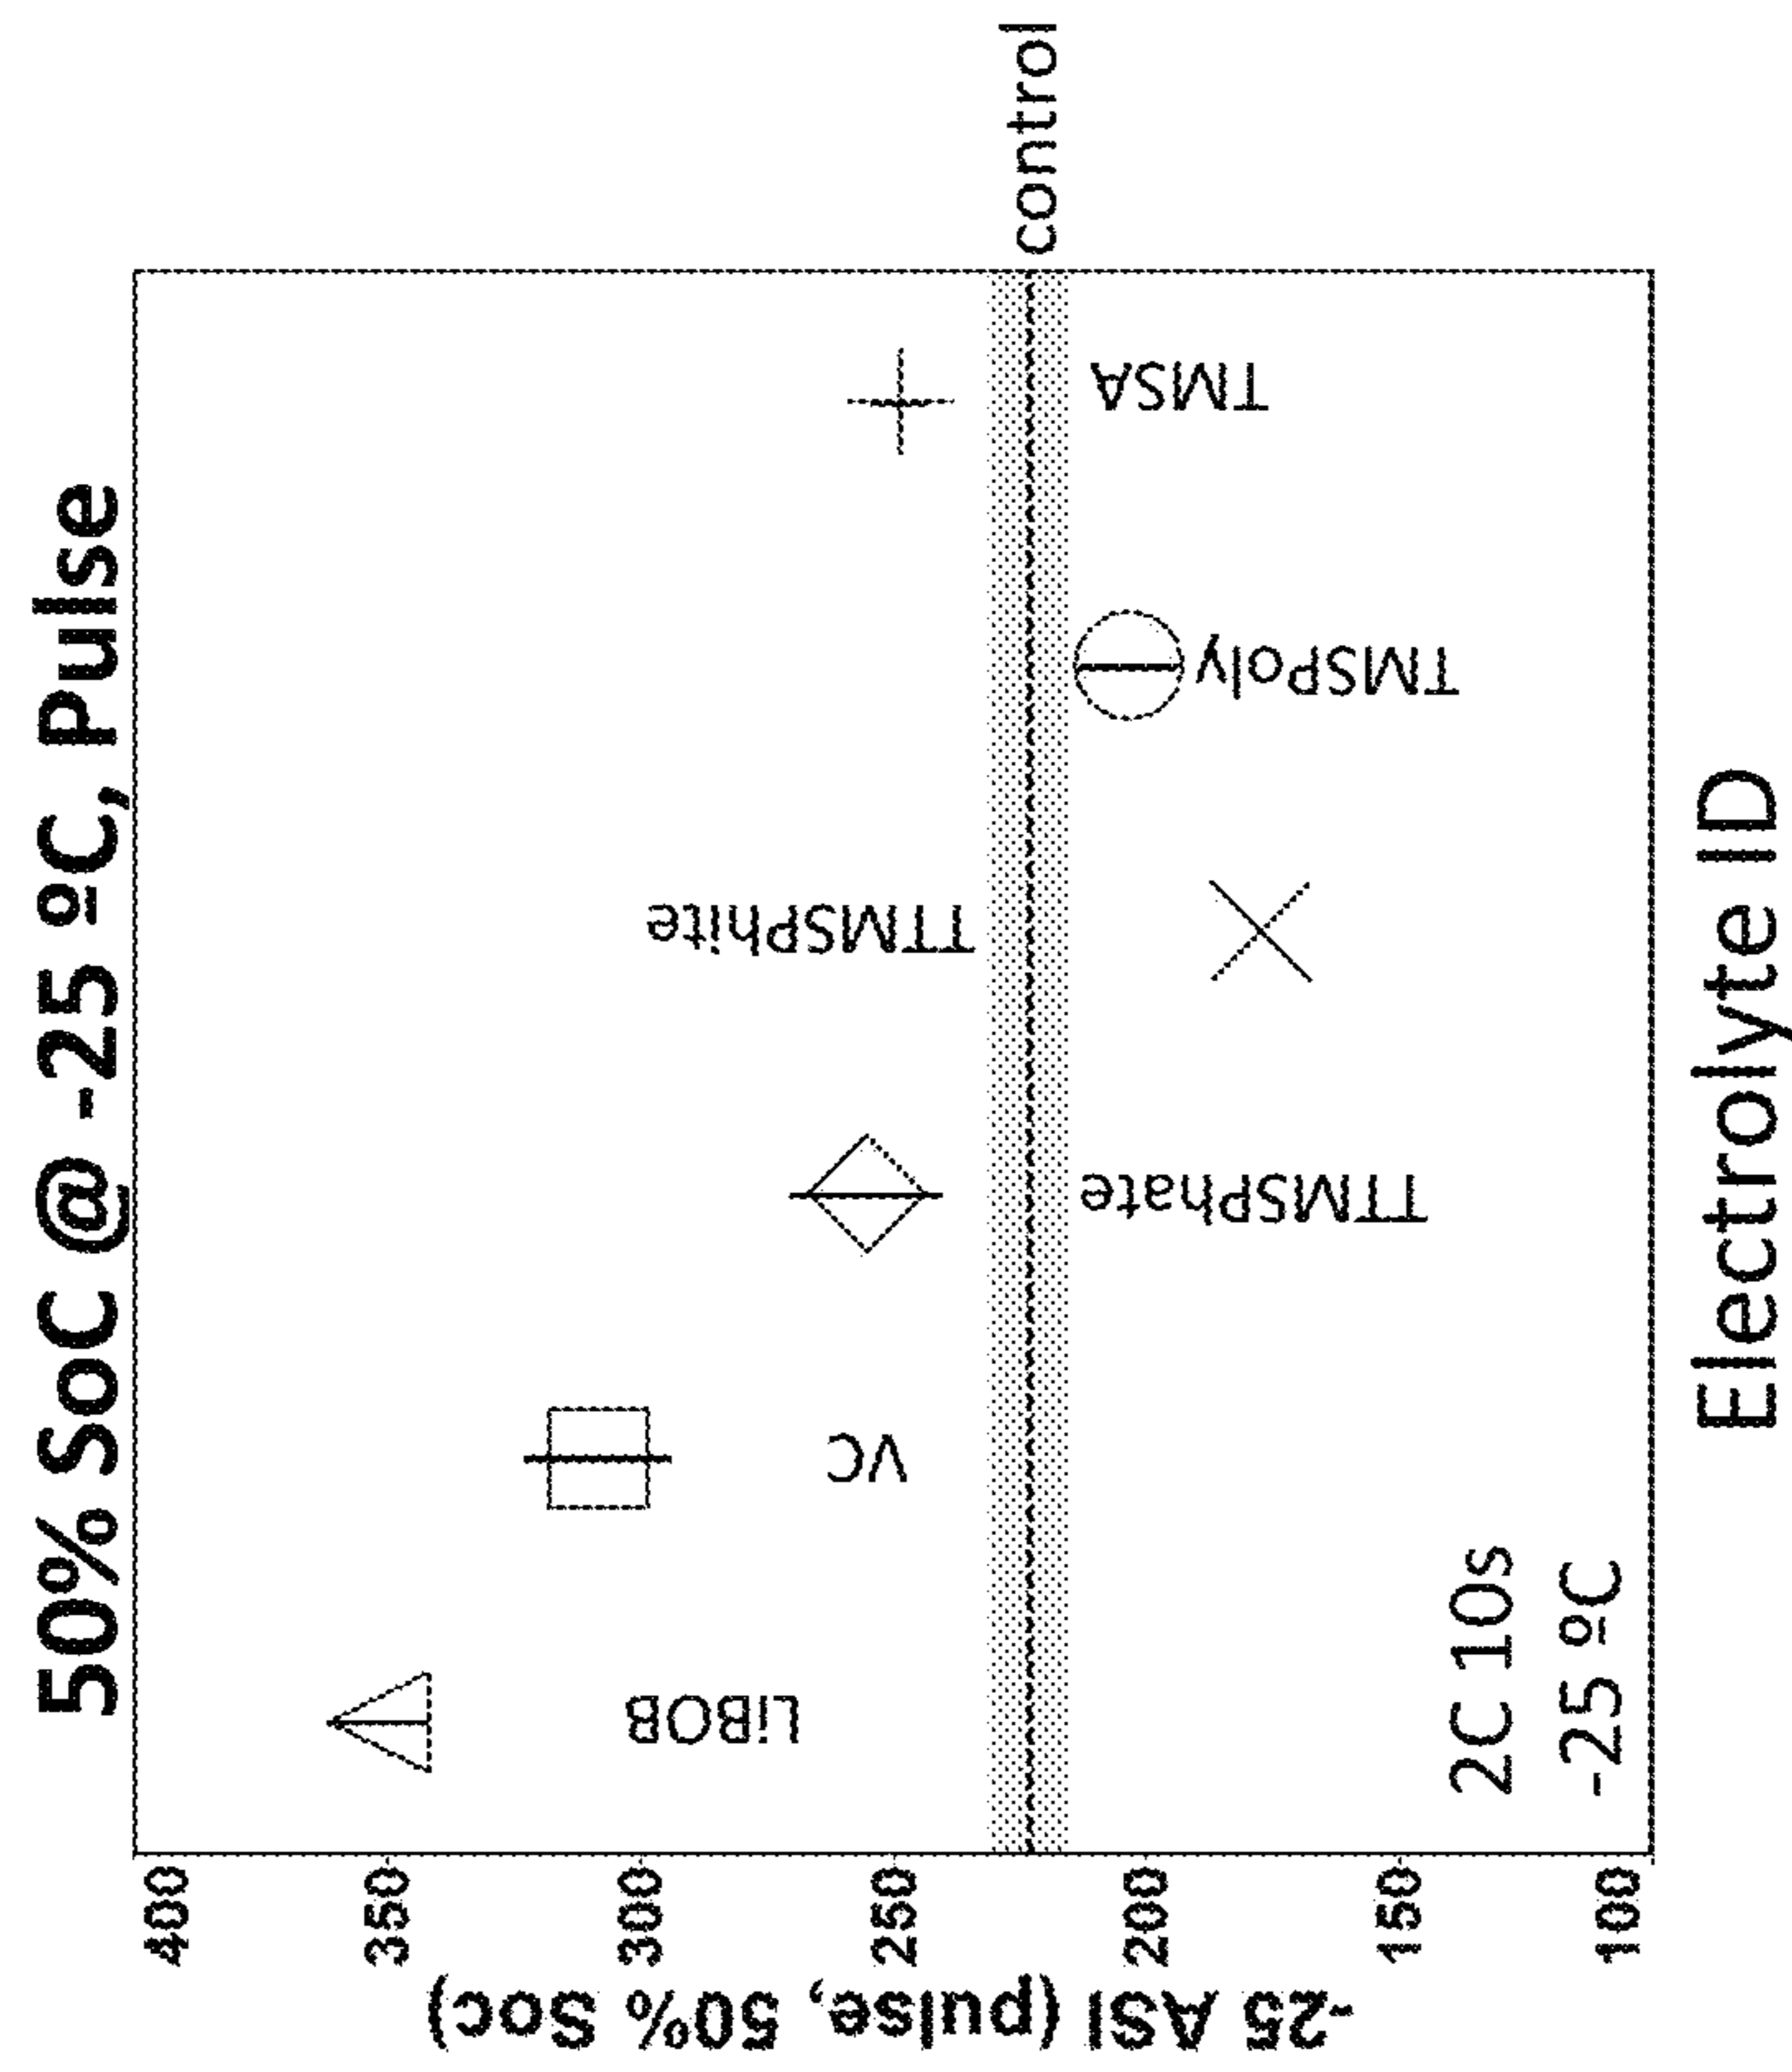 50% SoC @ -25 ºC, Pulse
-25 ASI (pulse, 50% Soc)
400
350
300
250
200
150
100
LiBOB
VC
TTMSPhate
TTMSPhite
TMSPoly
TMSA
control
2C 10s
-25 ºC
Electrolyte ID